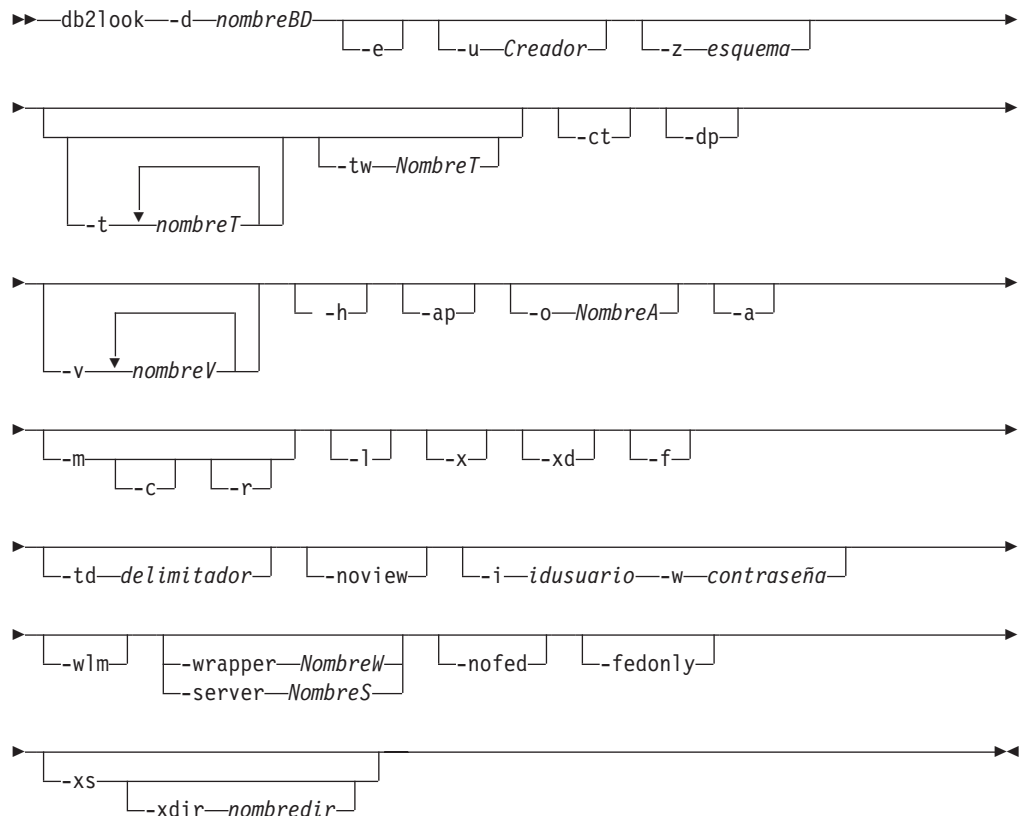 db2look -d nombreBD -e -u Creador -z esquema
-t nombreT -tw NombreT -ct -dp
-v nombreV -h -ap -o NombreA -a
-m -c -r -l -x -xd -f
-td delimitador -noview -i idusuario -w contraseña
-wlm -wrapper NombreW -nofed -fedonly
-server NombreS
-xs
-xdir nombredir